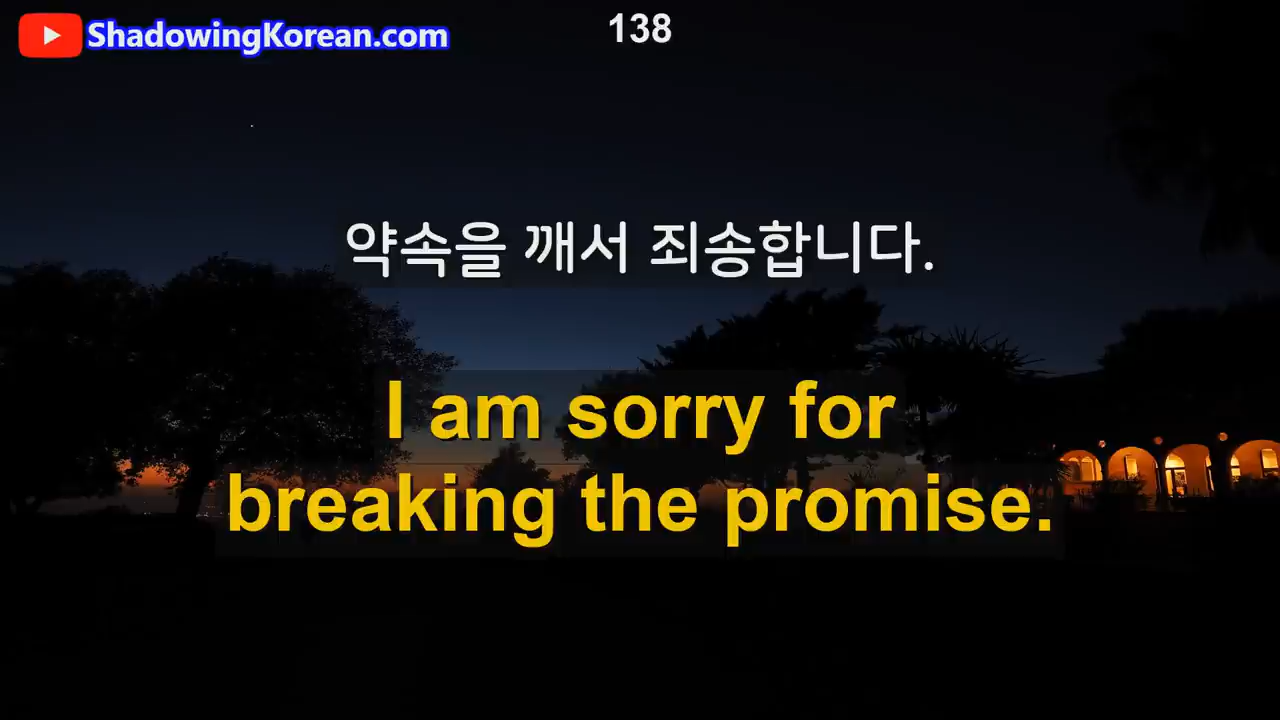 ShadowingKorean.com
138
약속을 깨서 죄송합니다.
I am sorry for
breaking the promise.